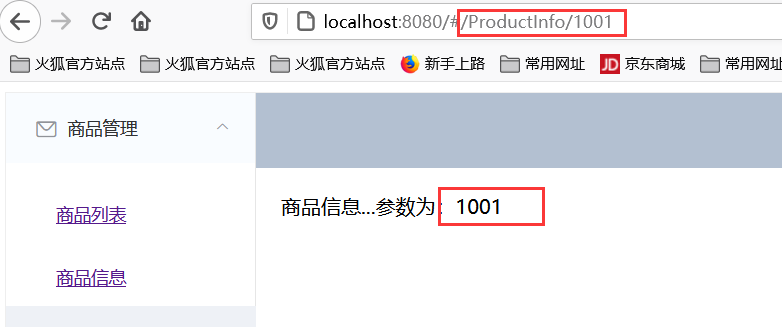 localhost:8080/#/ProductInfo/1001
火狐官方站点 火狐官方站点 火狐官方站点 新手上路 常用网址 JD 京东商城 常用网址
商品管理
商品信息...参数为：1001
商品列表
商品信息